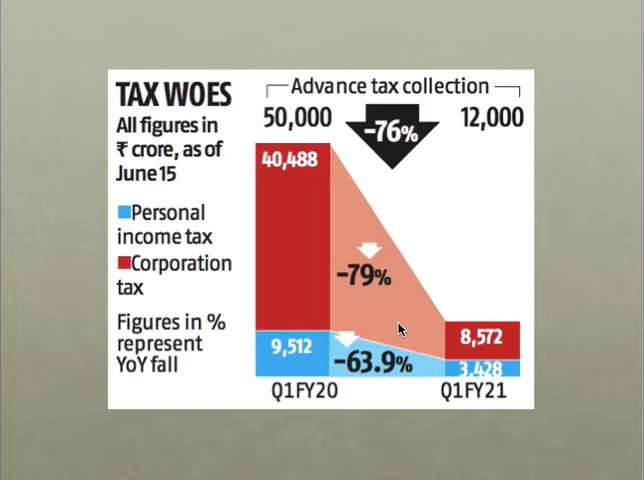 TAX WOES
All figures in
₹ crore, as of
June 15
Personal
income tax
Corporation
tax
Figures in %
represent
YoY fall
Advance tax collection
50,000
-76%
12,000
40,488
-79%
8,572
9,512
-63.9%
3,428
Q1FY20
Q1FY21